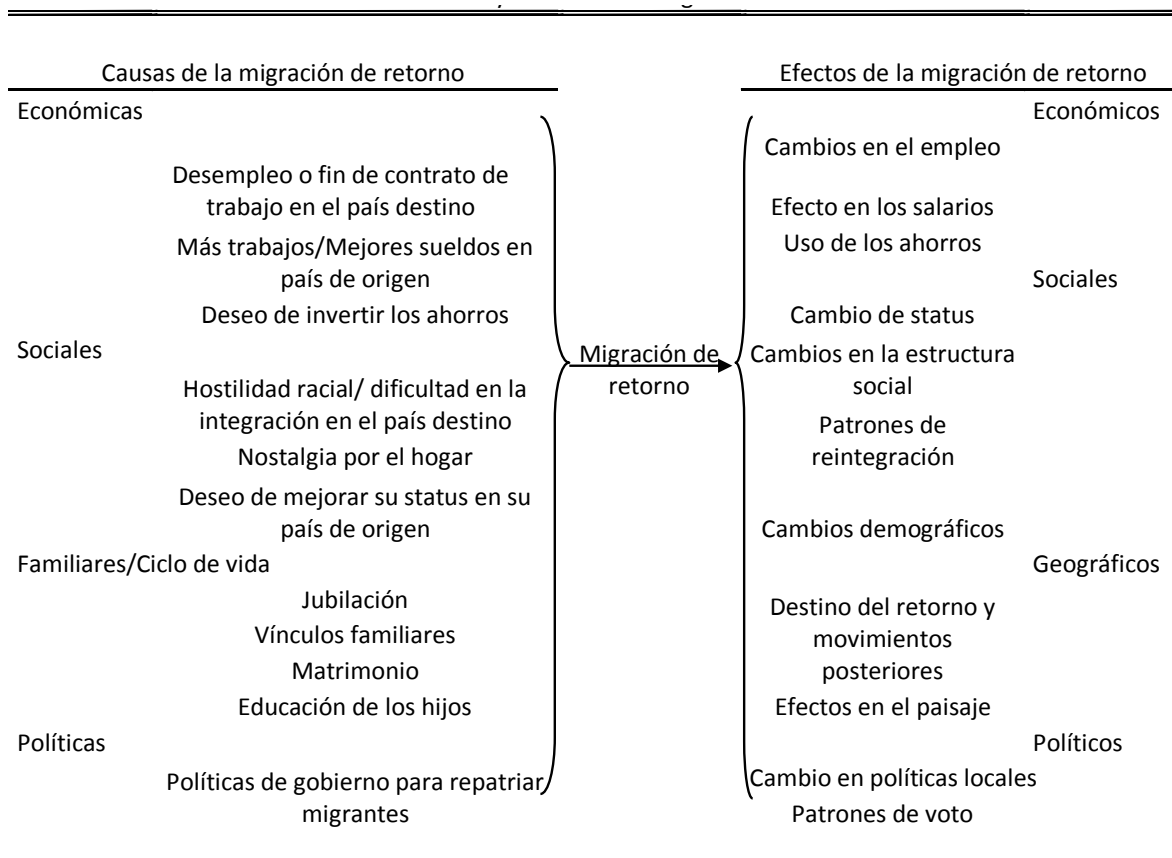 Causas de la migración de retorno
Económicas
Desempleo o fin de contrato de
trabajo en el país destino
Más trabajos/Mejores sueldos en
país de origen
Deseo de invertir los ahorros
Sociales
Hostilidad racial/ dificultad en la
integración en el país destino
Nostalgia por el hogar
Deseo de mejorar su status en su
país de origen
Familiares/Ciclo de vida
Jubilación
Vínculos familiares
Matrimonio
Educación de los hijos
Políticas
Políticas de gobierno para repatriar
migrantes
Migración de
retorno
Efectos de la migración de retorno
Económicos
Cambios en el empleo
Efecto en los salarios
Uso de los ahorros
Sociales
Cambio de status
Cambios en la estructura
social
Patrones de
reintegración
Cambios demográficos
Geográficos
Destino del retorno y
movimientos
posteriores
Efectos en el paisaje
Políticos
Cambio en políticas locales
Patrones de voto